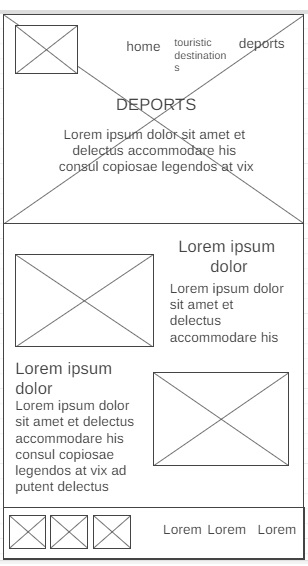 home
touristic
destination
s
deports
DEPORTS
Lorem ipsum dolor sit amet et
delectus accommodare his
consul copiosae legendos at vix
Lorem ipsum
dolor
Lorem ipsum dolor
sit amet et
delectus
accommodare his
Lorem ipsum
dolor
Lorem ipsum dolor
sit amet et delectus
accommodare his
consul copiosae
legendos at vix ad
putent delectus
Lorem Lorem Lorem